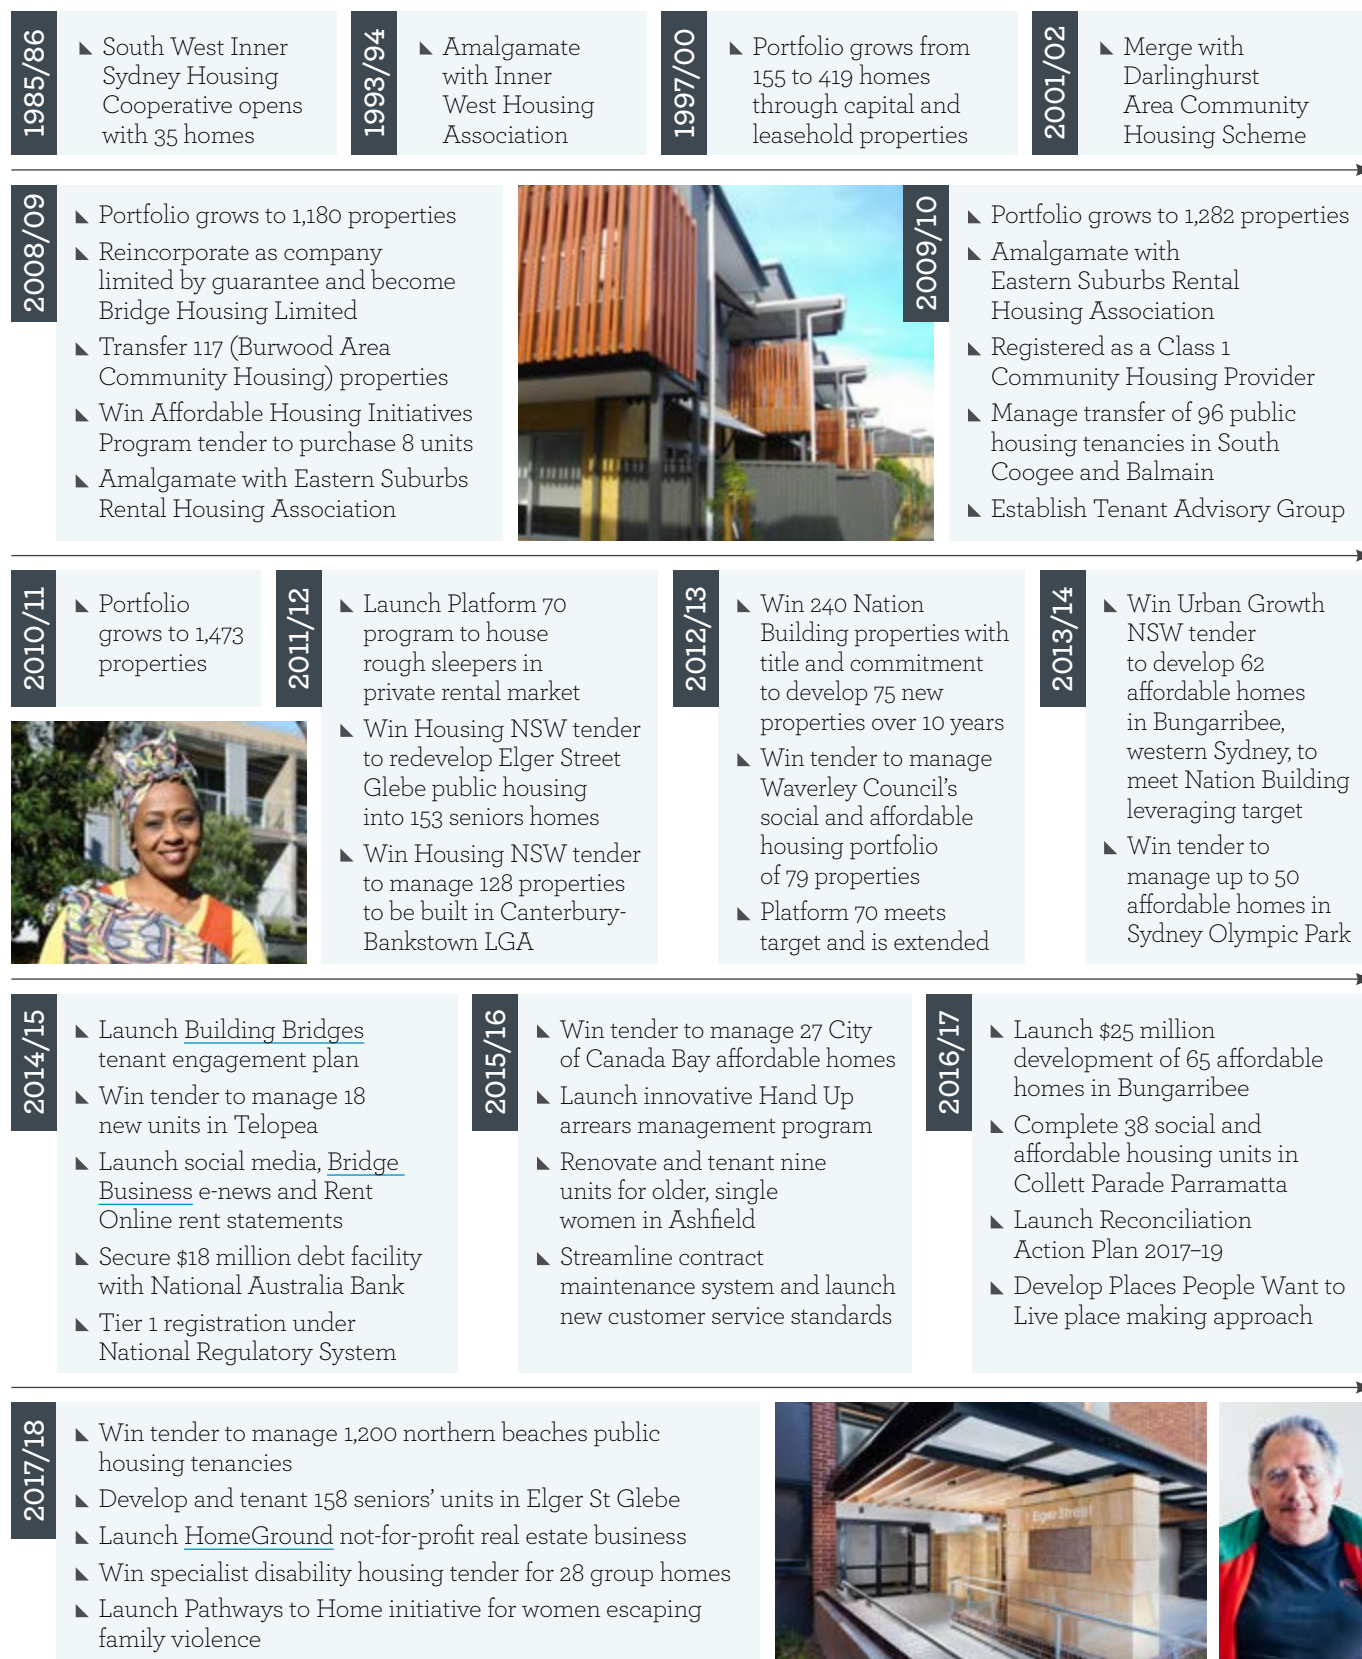 1985/86
South West Inner
Sydney Housing
Cooperative opens
with 35 homes
1993/94
Amalgamate
with Inner
West Housing
Association
1997/00
Portfolio grows from
155 to 419 homes
through capital and
leasehold properties
2001/02
Merge with
Darlinghurst
Area Community
Housing Scheme
2008/09
Portfolio grows to 1,180 properties
Reincorporate as company
limited by guarantee and become
Bridge Housing Limited
Transfer 117 (Burwood Area
Community Housing) properties
Win Affordable Housing Initiatives
Program tender to purchase 8 units
Amalgamate with Eastern Suburbs
Rental Housing Association
2009/10
Portfolio grows to 1,282 properties
Amalgamate with
Eastern Suburbs Rental
Housing Association
Registered as a Class 1
Community Housing Provider
Manage transfer of 96 public
housing tenancies in South
Coogee and Balmain
Establish Tenant Advisory Group
2010/11
Portfolio
grows to 1,473
properties
2011/12
Launch Platform 70
program to house
rough sleepers in
private rental market
Win Housing NSW tender
to redevelop Elger Street
Glebe public housing
into 153 seniors homes
Win Housing NSW tender
to manage 128 properties
to be built in Canterbury-
Bankstown LGA
2012/13
Win 240 Nation
Building properties with
title and commitment
to develop 75 new
properties over 10 years
Win tender to manage
Waverley Council’s
social and affordable
housing portfolio
of 79 properties
Platform 70 meets
target and is extended
2013/14
Win Urban Growth
NSW tender
to develop 62
affordable homes
in Bungarribee,
western Sydney, to
meet Nation Building
leveraging target
Win tender to
manage up to 50
affordable homes in
Sydney Olympic Park
2014/15
Launch Building Bridges
tenant engagement plan
Win tender to manage 18
new units in Telopea
Launch social media, Bridge
Business e-news and Rent
Online rent statements
Secure $18 million debt facility
with National Australia Bank
Tier 1 registration under
National Regulatory System
2015/16
Win tender to manage 27 City
of Canada Bay affordable homes
Launch innovative Hand Up
arrears management program
Renovate and tenant nine
units for older, single
women in Ashfield
Streamline contract
maintenance system and launch
new customer service standards
2016/17
Launch $25 million
development of 65 affordable
homes in Bungarribee
Complete 38 social and
affordable housing units in
Collett Parade Parramatta
Launch Reconciliation
Action Plan 2017–19
Develop Places People Want to
Live place making approach
2017/18
Win tender to manage 1,200 northern beaches public
housing tenancies
Develop and tenant 158 seniors’ units in Elger St Glebe
Launch HomeGround not-for-profit real estate business
Win specialist disability housing tender for 28 group homes
Launch Pathways to Home initiative for women escaping
family violence
Elger Street